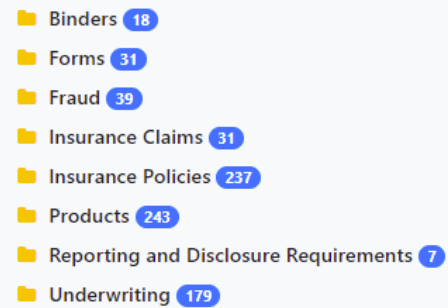 Binders 18
Forms 31
Fraud 39
Insurance Claims 31
Insurance Policies 237
Products 243
Reporting and Disclosure Requirements 7
Underwriting 179